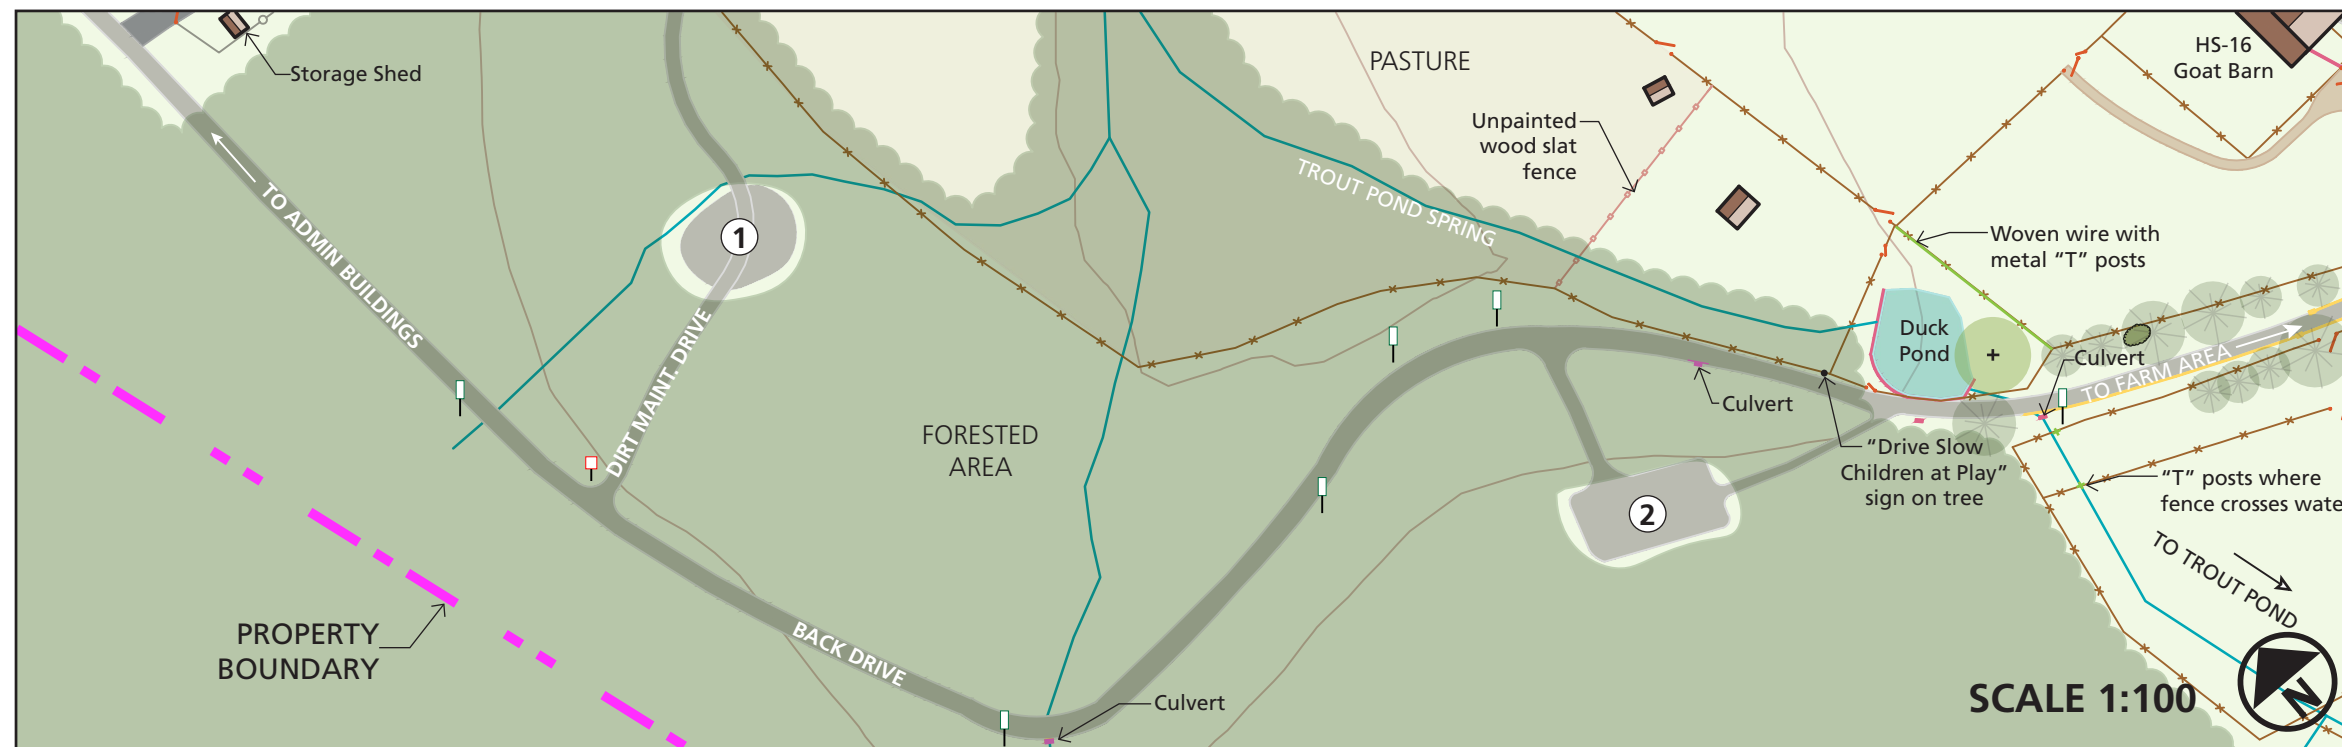 Storage Shed
PASTURE
HS-16
Goat Barn
Unpainted
wood slat
fence
TROUT POND SPRING
TO ADMIN BUILDINGS
1
Woven wire with
metal “T” posts
Duck
Pond
+
Culvert
TO FARM AREA
DIRT MAINT. DRIVE
Culvert
FORESTED
AREA
“Drive Slow
Children at Play”
sign on tree
2
“T” posts where
fence crosses wate
TO TROUT POND
PROPERTY
BOUNDARY
BACK DRIVE
Culvert
SCALE 1:100
N